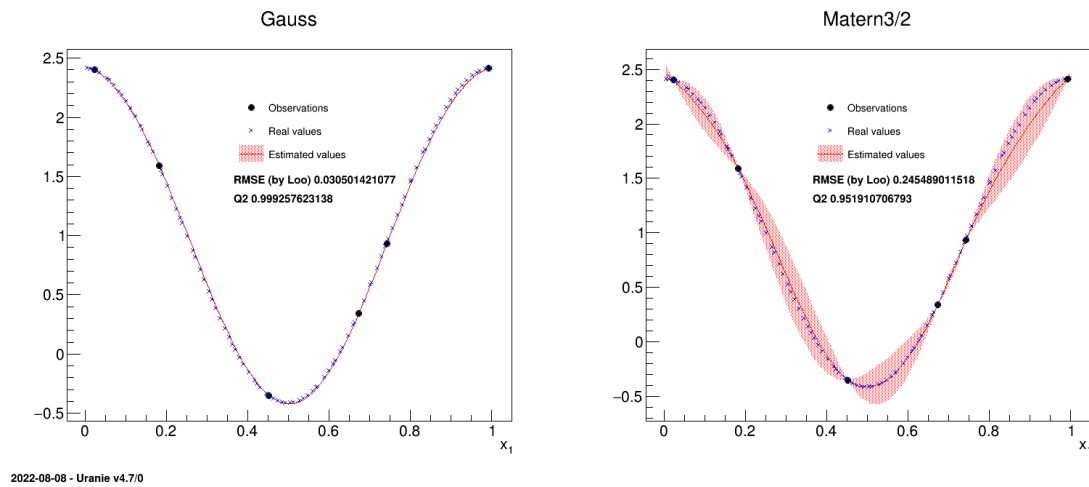 Gauss
2.5
2
1.5
1
0.5
0
−0.5
Observations
Real values
Estimated values
RMSE (by Loo) 0.030501421077
Q2 0.999257623138
0 0.2 0.4 0.6 0.8 1
x1
Matern3/2
2.5
2
1.5
1
0.5
0
−0.5
Observations
Real values
Estimated values
RMSE (by Loo) 0.245489011518
Q2 0.951910706793
0 0.2 0.4 0.6 0.8 1
x
2022-08-08 - Uranie v4.7/0